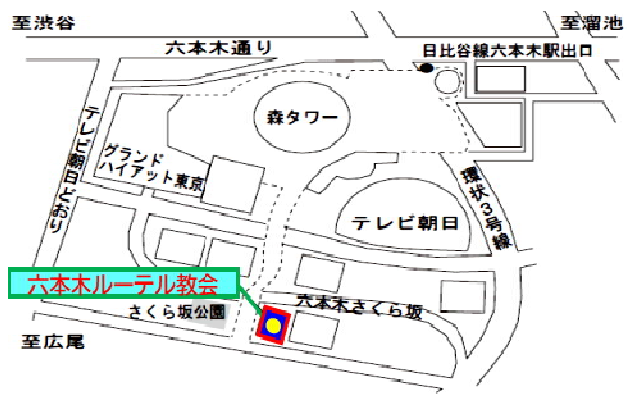 至渋谷
至溜池
六本木通り
日比谷線六本木駅出口
森タワー
テレビ朝日とおり
グランド
ハイアット東京
環状3号線
テレビ朝日
六本木ルーテル教会
さくら坂公園
六本木さくら坂
至広尾